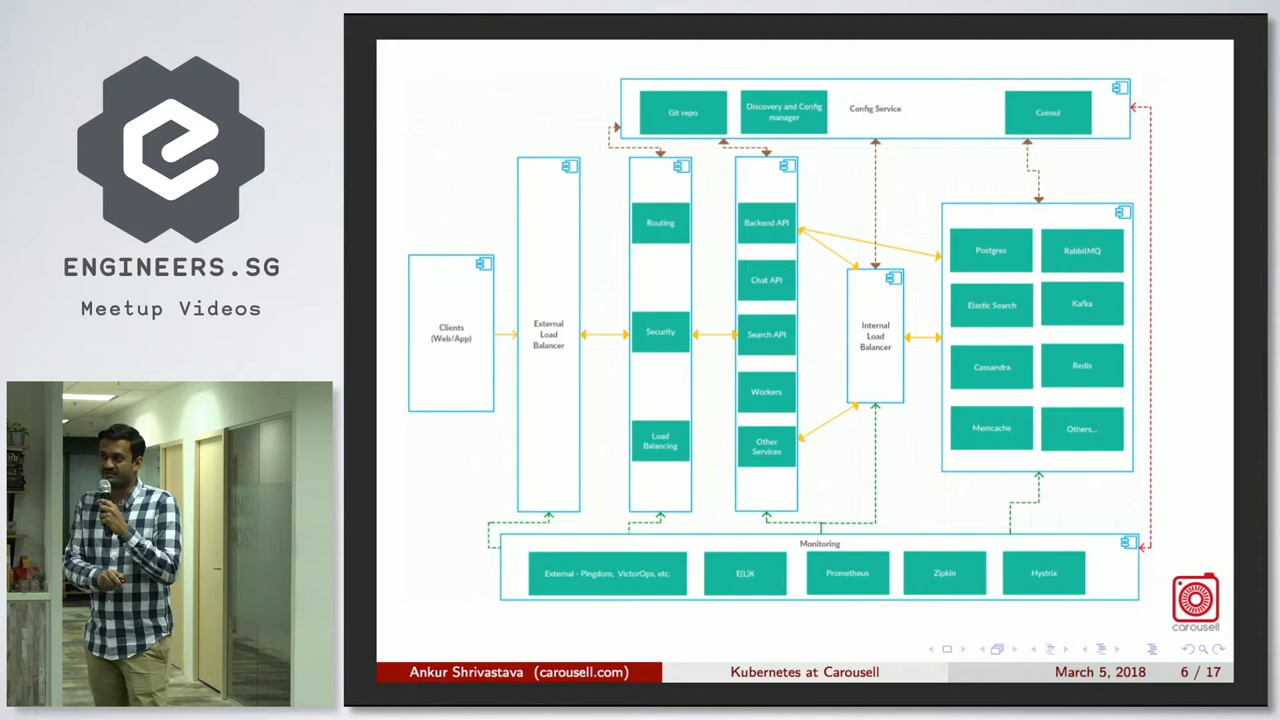 ENGINEERS.SG
Meetup Videos
Git repo
Discovery and Config
manager
Config Service
Consul
Clients
(Web/App)
External
Load
Balancer
Routing
Security
Load
Balancing
Backend API
Chat API
Search API
Workers
Other
Services
Internal
Load
Balancer
Postgres
RabbitMQ
Elastic Search
Kafka
Cassandra
Redis
Memcache
Others...
Monitoring
External - Pingdom, VictorOps, etc.
E(L)K
Prometheus
Zipkin
Hystrix
carousell
Ankur Shrivastava (carousell.com)
Kubernetes at Carousell
March 5, 2018
6 / 17